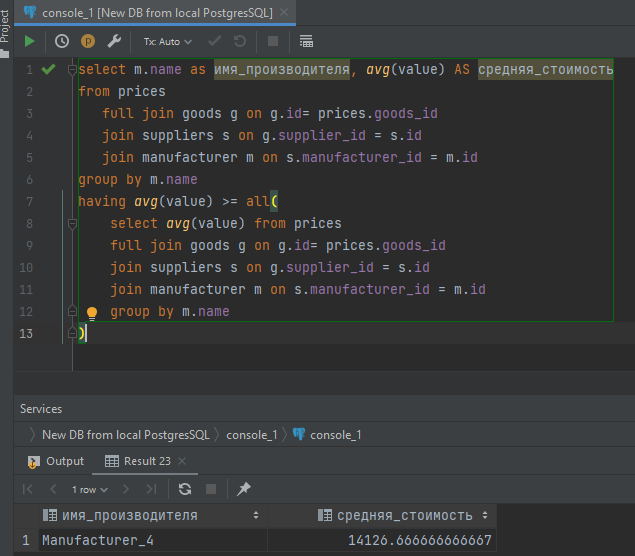 Project
console_1 [New DB from local PostgresSQL]
Tx: Auto
1 select m.name as имя_производителя, avg(value) AS средняя_стоимость
2 from prices
3 full join goods g on g.id= prices.goods_id
4 join suppliers s on g.supplier_id = s.id
5 join manufacturer m on s.manufacturer_id = m.id
6 group by m.name
7 having avg(value) >= all(
8 select avg(value) from prices
9 full join goods g on g.id= prices.goods_id
10 join suppliers s on g.supplier_id = s.id
11 join manufacturer m on s.manufacturer_id = m.id
12 group by m.name
13 )
Services
New DB from local PostgresSQL console_1 console_1
Output Result 23
1 row
имя_производителя средняя_стоимость
1 Manufacturer_4 14126.666666666667